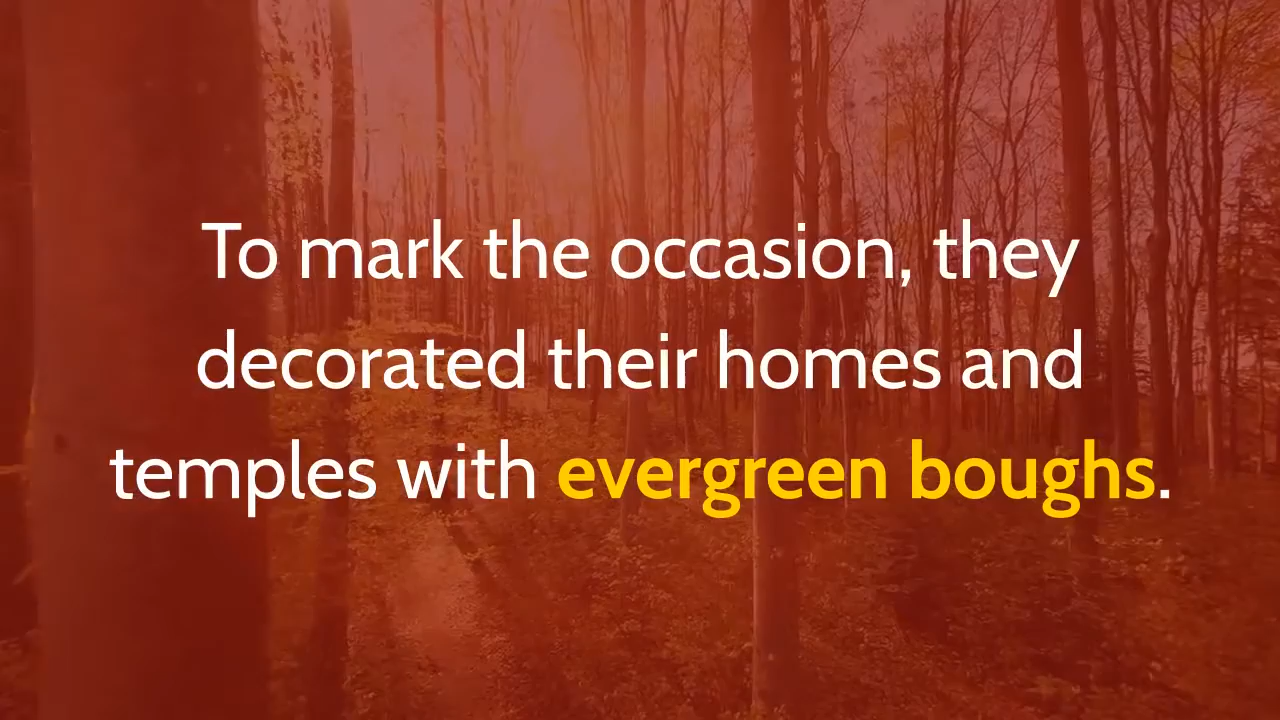 To mark the occasion, they
decorated their homes and
temples with evergreen boughs.